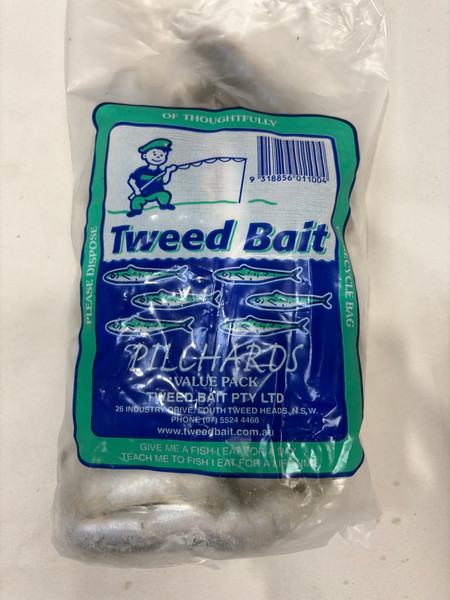 OF THOUGHTFULLY
9 318856 011004
Tweed Bait
PLEASE DISPOSE
RECYCLE BAG
PILCHARDS
VALUE PACK
TWEED BAIT PTY LTD
26 INDUSTRY DRIVE, SOUTH TWEED HEADS, N.S.W.
PHONE (07) 5524 4466
www.tweedbait.com.au
GIVE ME A FISH I EAT FOR A DAY
TEACH ME TO FISH I EAT FOR A LIFETIME